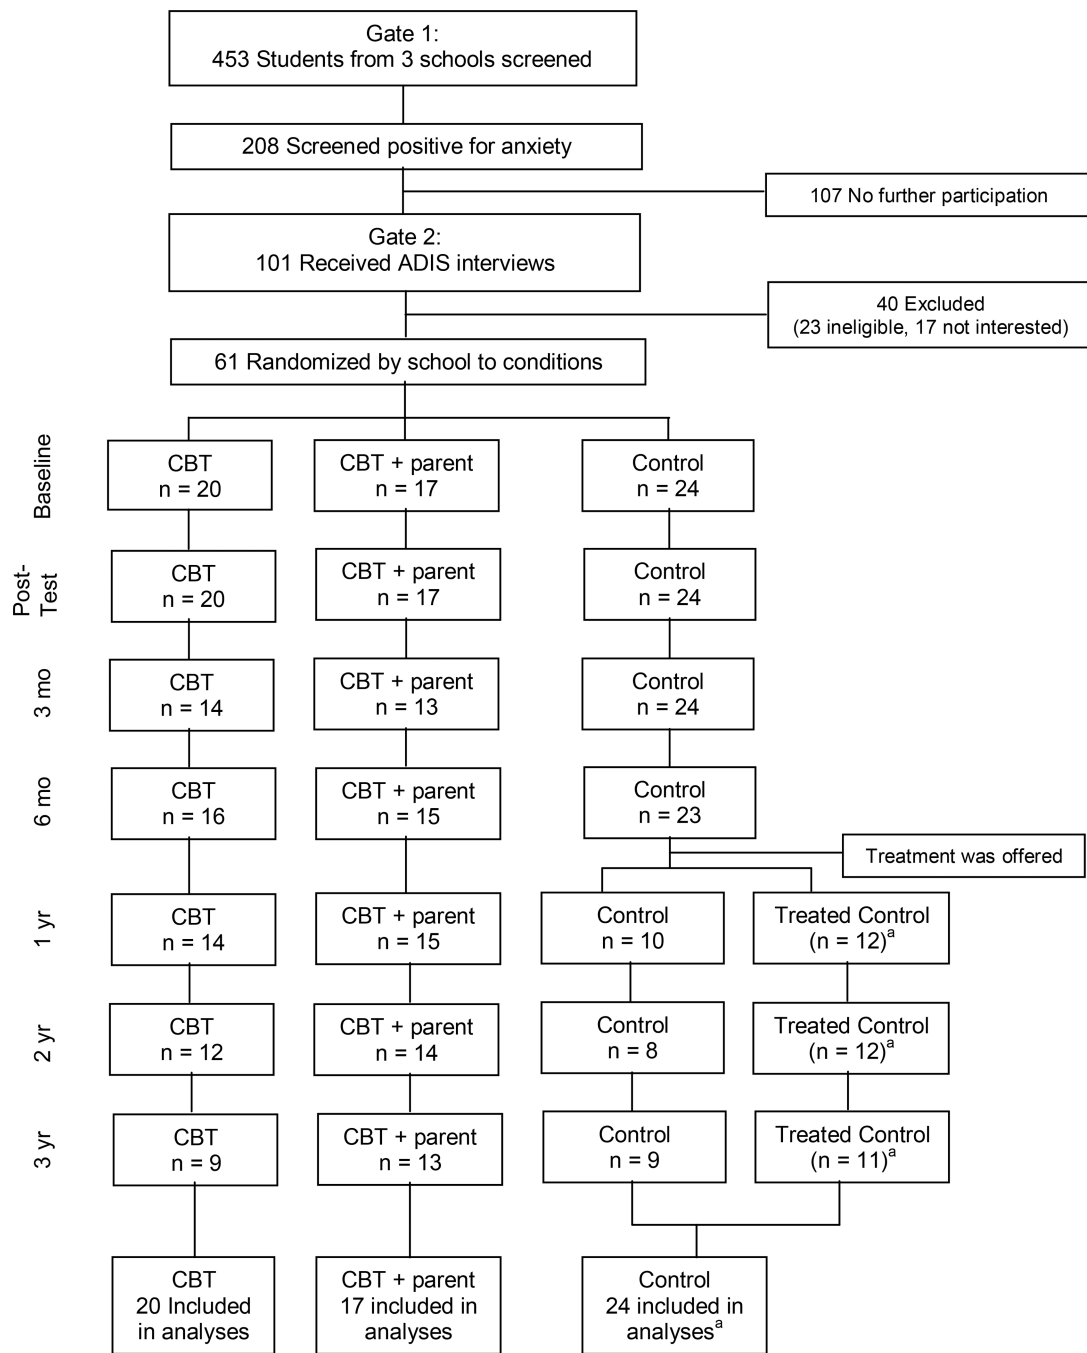 Gate 1:
453 Students from 3 schools screened
208 Screened positive for anxiety
107 No further participation
Gate 2:
101 Received ADIS interviews
40 Excluded
(23 ineligible, 17 not interested)
61 Randomized by school to conditions
Baseline
CBT
n = 20
CBT + parent
n = 17
Control
n = 24
Post-
Test
CBT
n = 20
CBT + parent
n = 17
Control
n = 24
3 mo
CBT
n = 14
CBT + parent
n = 13
Control
n = 24
6 mo
CBT
n = 16
CBT + parent
n = 15
Control
n = 23
Treatment was offered
1 yr
CBT
n = 14
CBT + parent
n = 15
Control
n = 10
Treated Control
(n = 12)a
2 yr
CBT
n = 12
CBT + parent
n = 14
Control
n = 8
Treated Control
(n = 12)a
3 yr
CBT
n = 9
CBT + parent
n = 13
Control
n = 9
Treated Control
(n = 11)a
CBT
20 Included
in analyses
CBT + parent
17 included in
analyses
Control
24 included in
analysesa